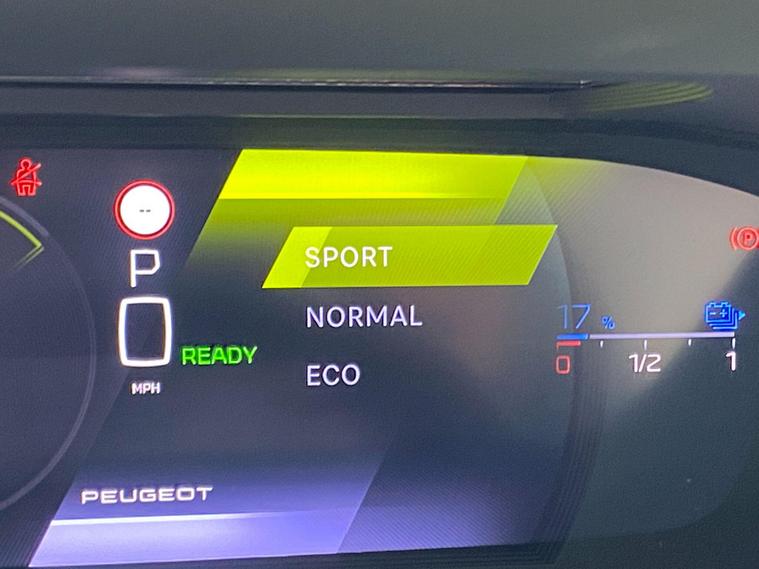 --
P
0
MPH
READY
SPORT
NORMAL
ECO
17 %
0 1/2 1
P
PEUGEOT